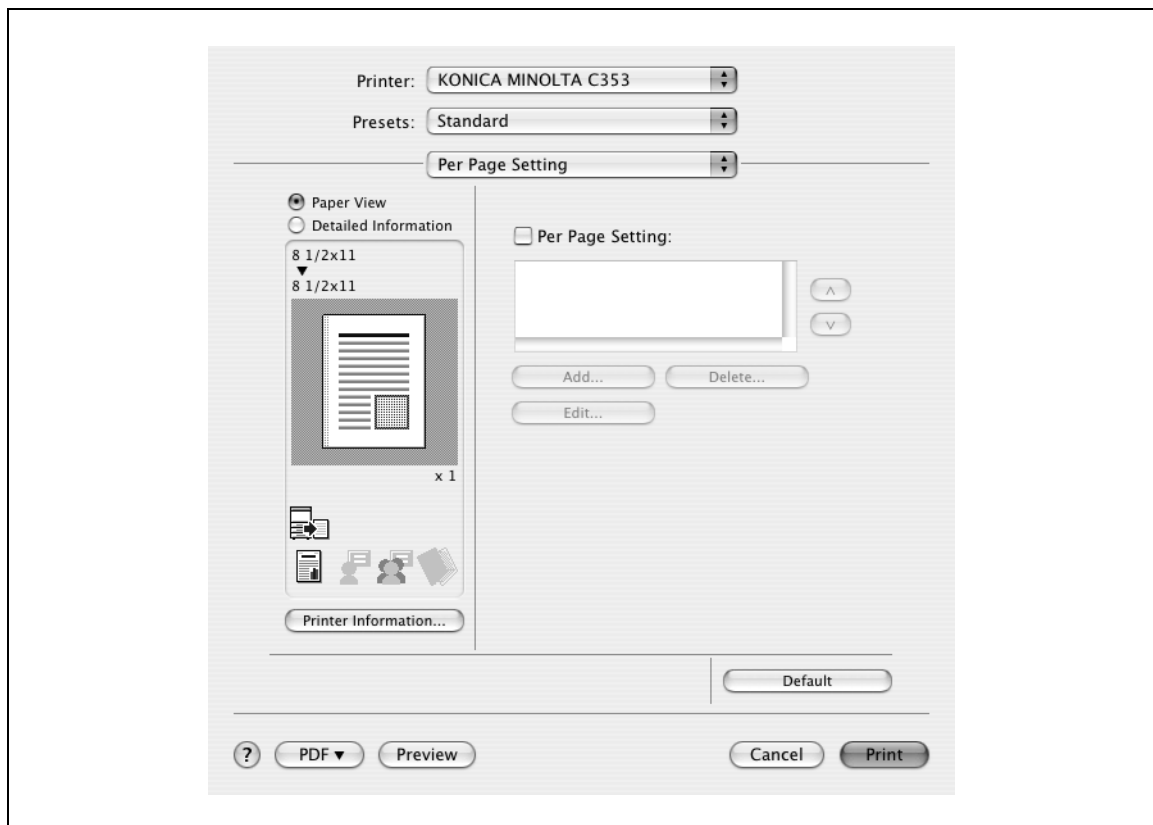 Printer: KONICA MINOLTA C353
Presets: Standard
Per Page Setting
Paper View
Detailed Information
8 1/2x11
8 1/2x11
x 1
Printer Information...
Per Page Setting:
Add... Delete...
Edit...
Default
? PDF Preview Cancel Print